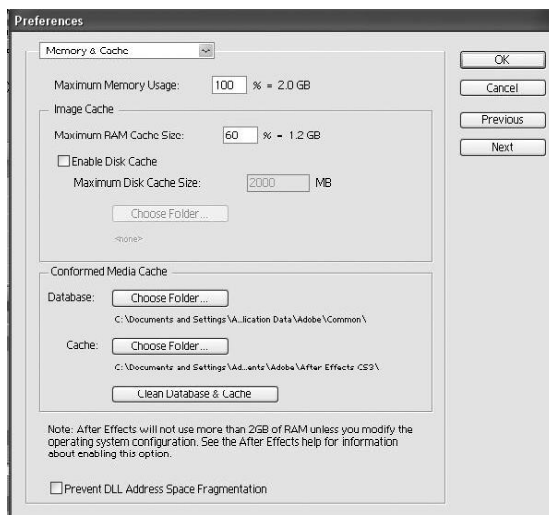 Preferences
Memory & Cache
OK
Cancel
Previous
Next
Maximum Memory Usage: 100 % = 2.0 GB
Image Cache
Maximum RAM Cache Size: 60 % = 1.2 GB
Enable Disk Cache
Maximum Disk Cache Size: 2000 MB
Choose Folder...
<none>
Conformed Media Cache
Database: Choose Folder...
C:\Documents and Settings\A...lication Data\Adobe\Common\
Cache: Choose Folder...
C:\Documents and Settings\Ad...ents\Adobe\After Effects CS3\
Clean Database & Cache
Note: After Effects will not use more than 2GB of RAM unless you modify the
operating system configuration. See the After Effects help for information
about enabling this option.
Prevent DLL Address Space Fragmentation